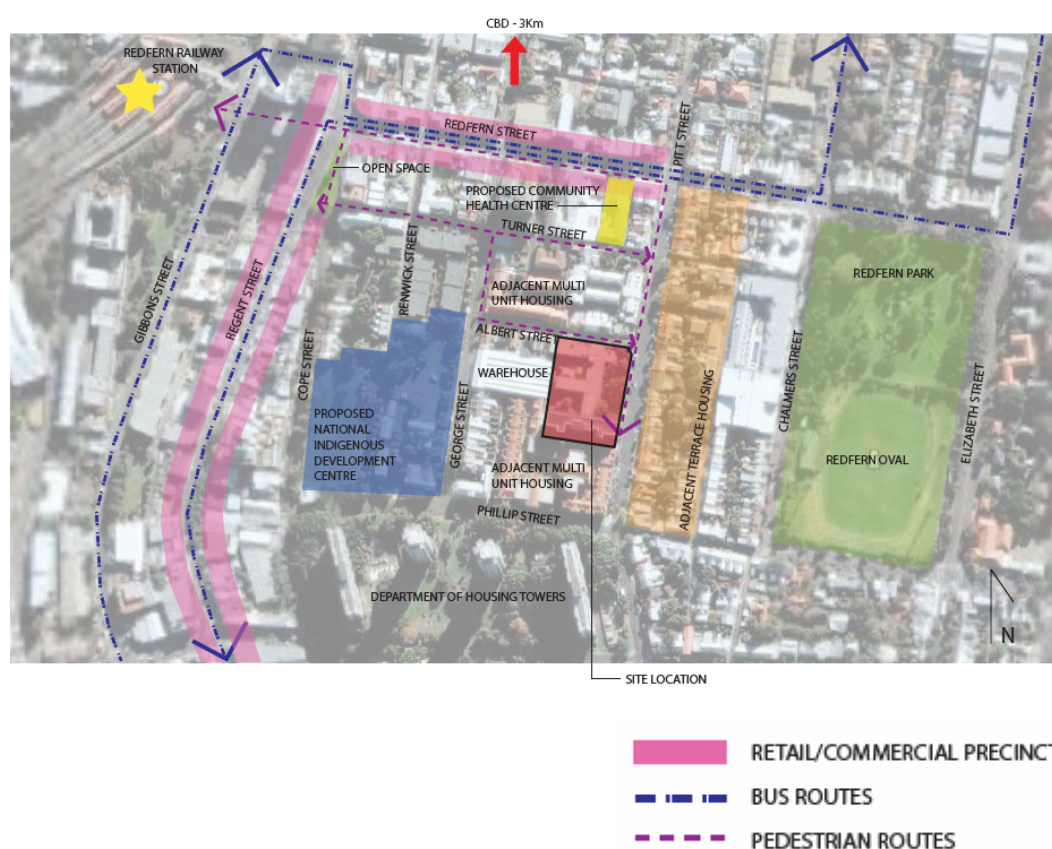 CBD - 3Km
REDFERN RAILWAY
STATION
REDFERN STREET
PITT STREET
OPEN SPACE
PROPOSED COMMUNITY
HEALTH CENTRE
TURNER STREET
RENWICK STREET
GIBBONS STREET
REGENT STREET
ADJACENT MULTI
UNIT HOUSING
REDFERN PARK
ALBERT STREET
COPE STREET
WAREHOUSE
CHALMERS STREET
ELIZABETH STREET
PROPOSED
NATIONAL
INDIGENOUS
DEVELOPMENT
CENTRE
GEORGE STREET
ADJACENT TERRACE HOUSING
REDFERN OVAL
ADJACENT MULTI
UNIT HOUSING
PHILLIP STREET
DEPARTMENT OF HOUSING TOWERS
N
SITE LOCATION
RETAIL/COMMERCIAL PRECINCT
BUS ROUTES
PEDESTRIAN ROUTES